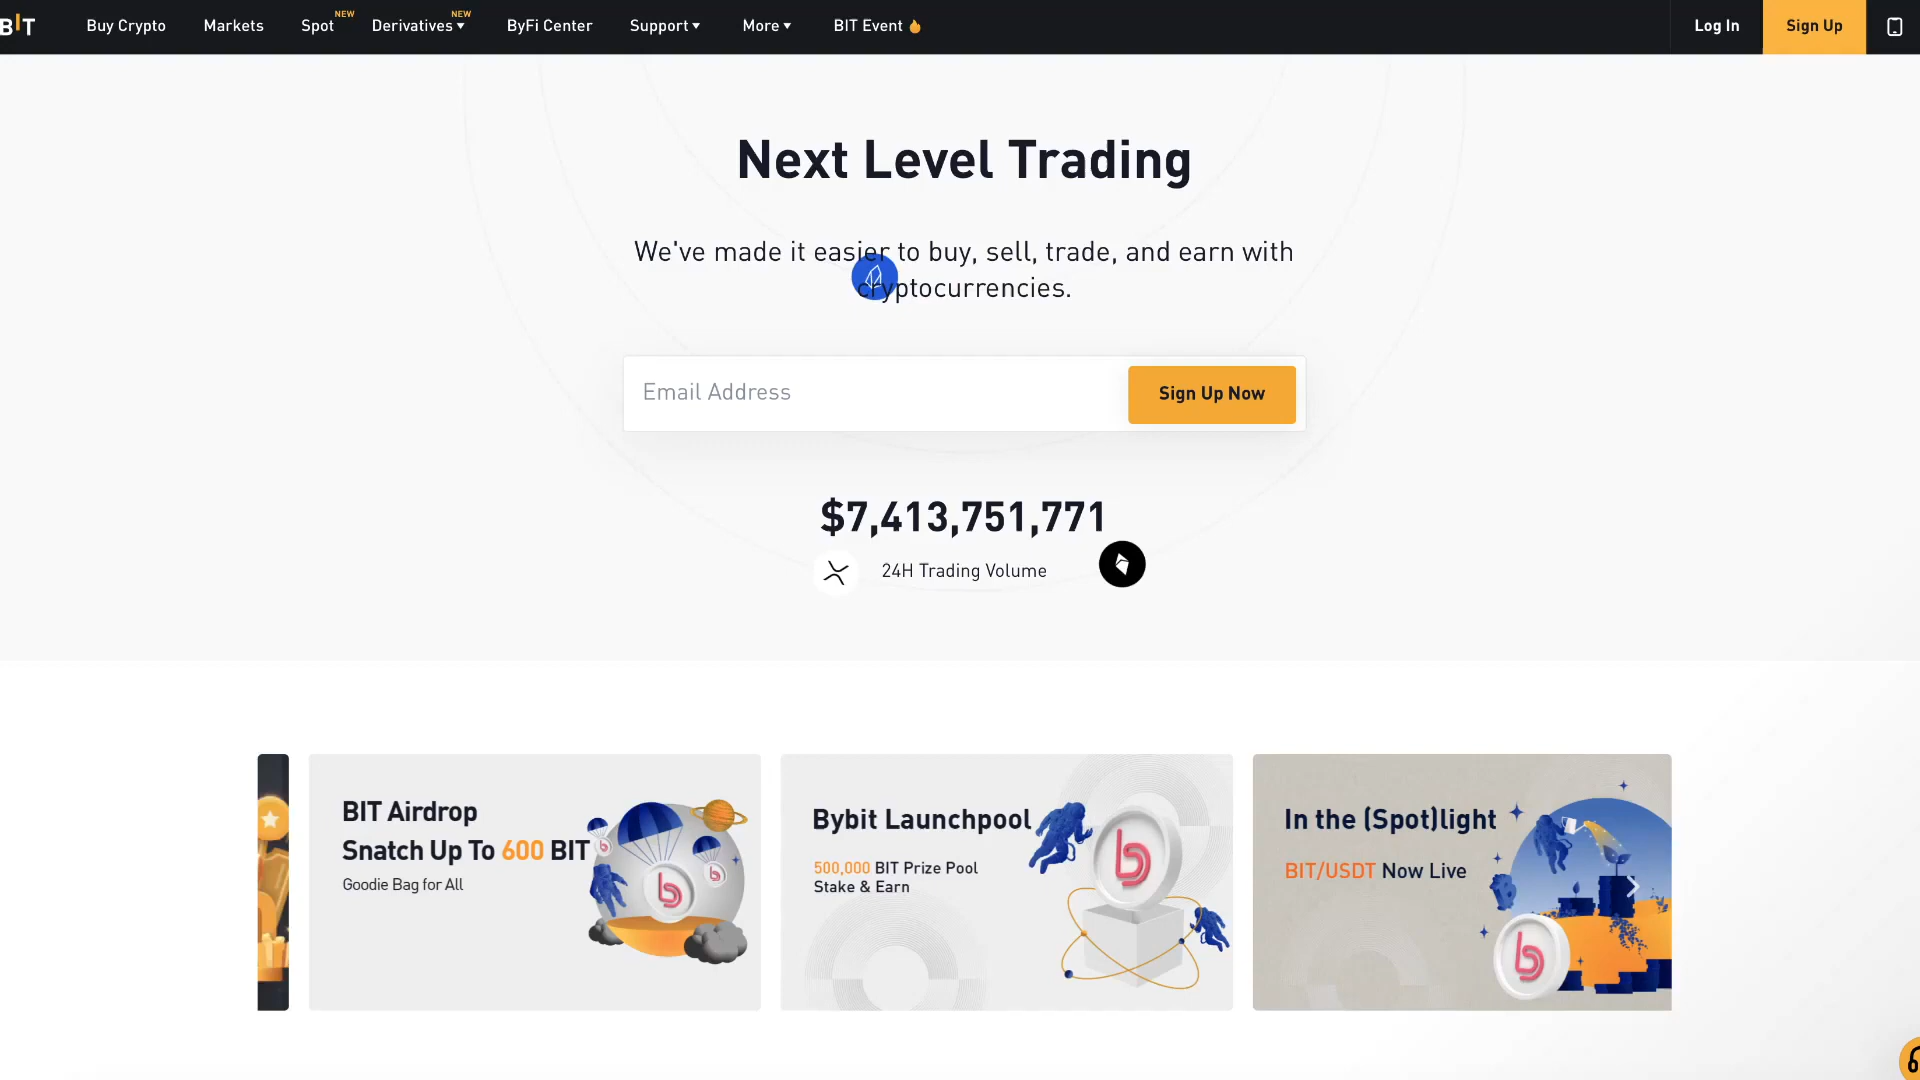 BIT
Buy Crypto
Markets
Spot NEW
Derivatives NEW
ByFi Center
Support
More
BIT Event
Log In
Sign Up
Next Level Trading
We've made it easier to buy, sell, trade, and earn with
cryptocurrencies.
Email Address
Sign Up Now
$7,413,751,771
24H Trading Volume
BIT Airdrop
Snatch Up To 600 BIT
Goodie Bag for All
Bybit Launchpool
500,000 BIT Prize Pool
Stake & Earn
In the (Spot)light
BIT/USDT Now Live